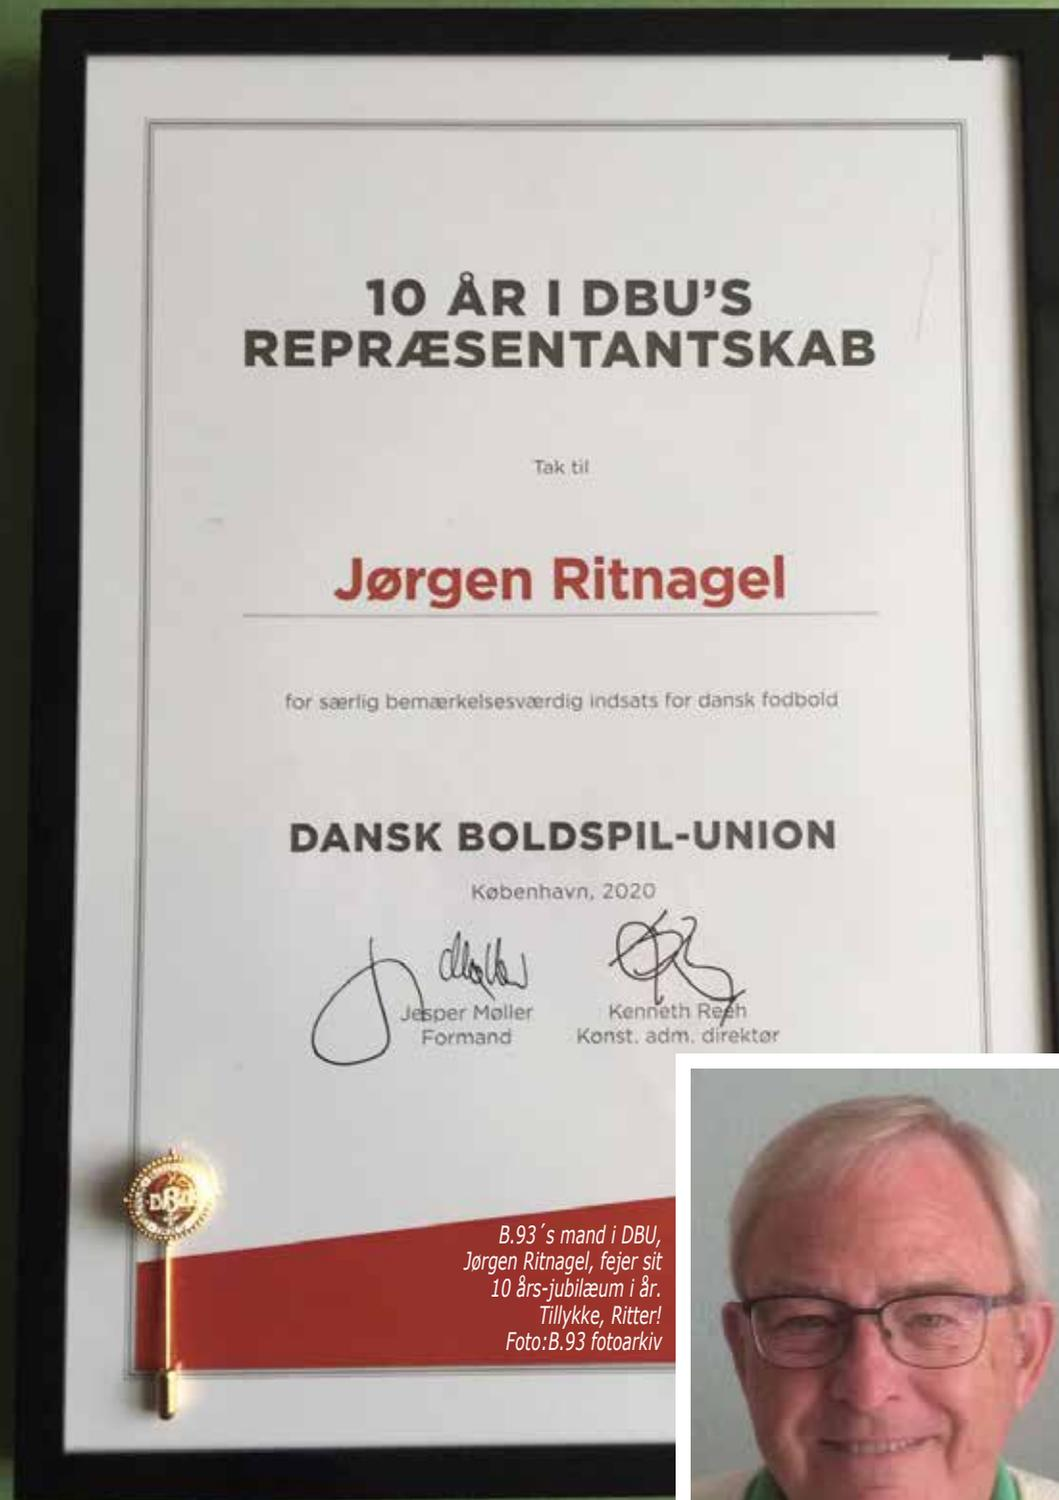 10 ÅR I DBU'S
REPRÆSENTANTSKAB
Tak til
Jørgen Ritnagel
for særlig bemærkelsesværdig indsats for dansk fodbold
DANSK BOLDSPIL-UNION
København, 2020
Jesper Møller
Formand
Kenneth Reeh
Konst. adm. direktør
DBU
B.93´s mand i DBU,
Jørgen Ritnagel, fejer sit
10 års-jubilæum i år.
Tillykke, Ritter!
Foto:B.93 fotoarkiv